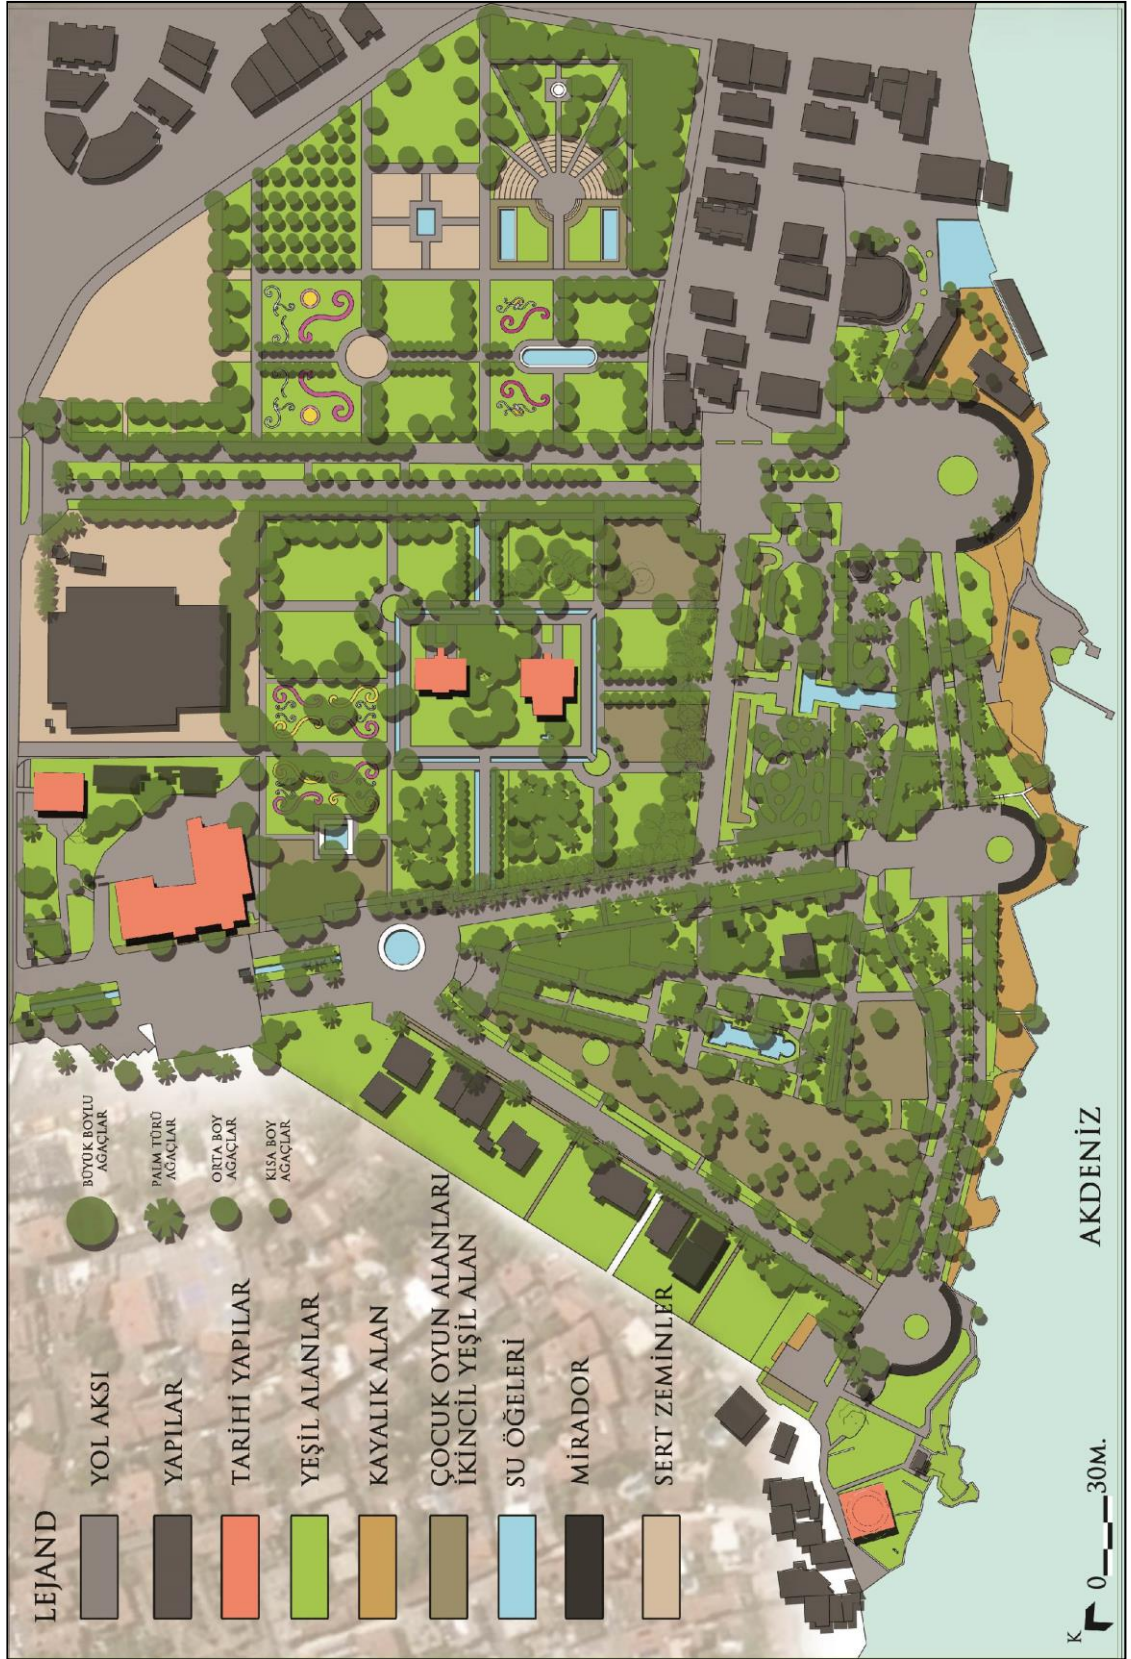 LEJAND
YOL AKSI
YAPILAR
TARİHİ YAPILAR
YEŞİL ALANLAR
KAYALIK ALAN
ÇOCUK OYUN ALANLARI
İKİNCİL YEŞİL ALAN
SU ÖĞELERİ
MİRADOR
SERT ZEMİNLER
BÜYÜK BOYLU
AĞAÇLAR
PALM TÜRÜ
AĞAÇLAR
ORTA BOY
AĞAÇLAR
KISA BOY
AĞAÇLAR
AKDENİZ
K
0 30M.